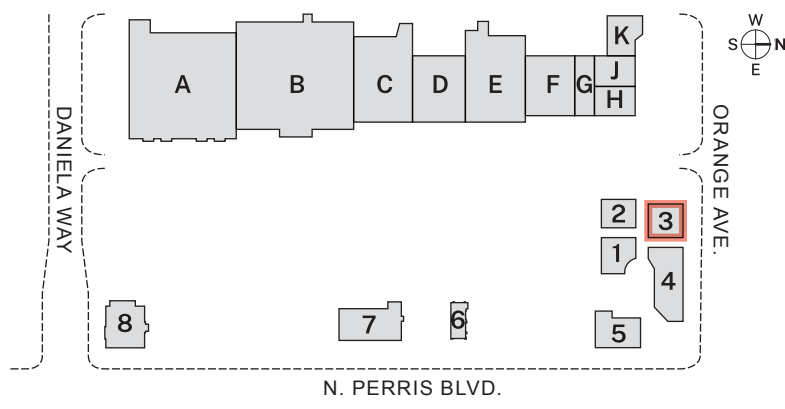 W
S N
E
K
A B C D E F G J
H
DANIELA WAY
ORANGE AVE.
2 3
1
4
8 7 6 5
N. PERRIS BLVD.